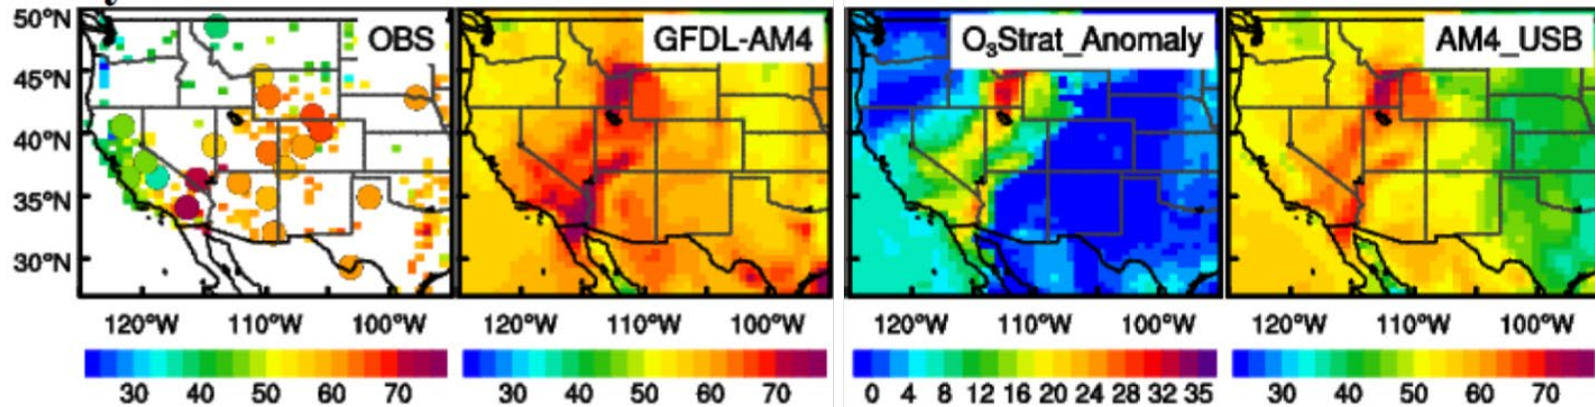 OBS
GFDL-AM4
O₃Strat_Anomaly
AM4_USB
50°N
45°N
40°N
35°N
30°N
120°W 110°W 100°W 120°W 110°W 100°W 120°W 110°W 100°W 120°W 110°W 100°W
30 40 50 60 70 30 40 50 60 70 0 4 8 12 16 20 24 28 32 35 30 40 50 60 70